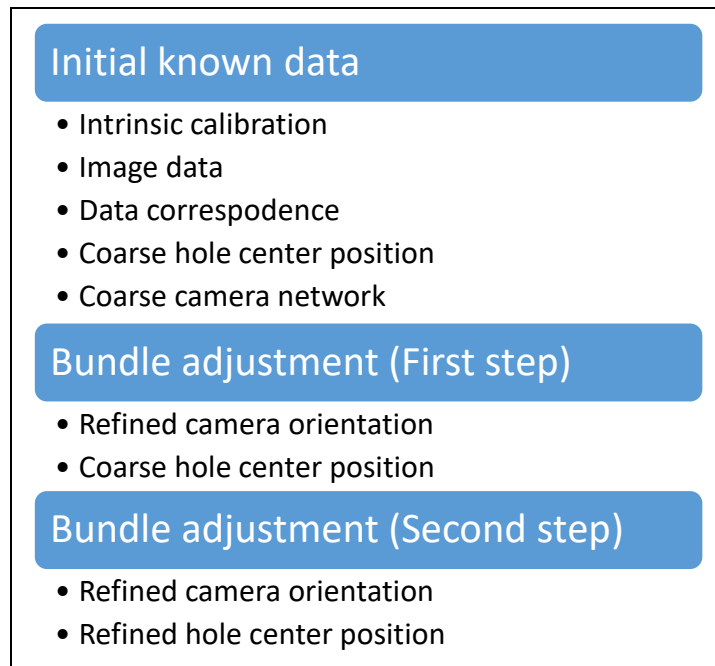 Initial known data
• Intrinsic calibration
• Image data
• Data correspodence
• Coarse hole center position
• Coarse camera network
Bundle adjustment (First step)
• Refined camera orientation
• Coarse hole center position
Bundle adjustment (Second step)
• Refined camera orientation
• Refined hole center position